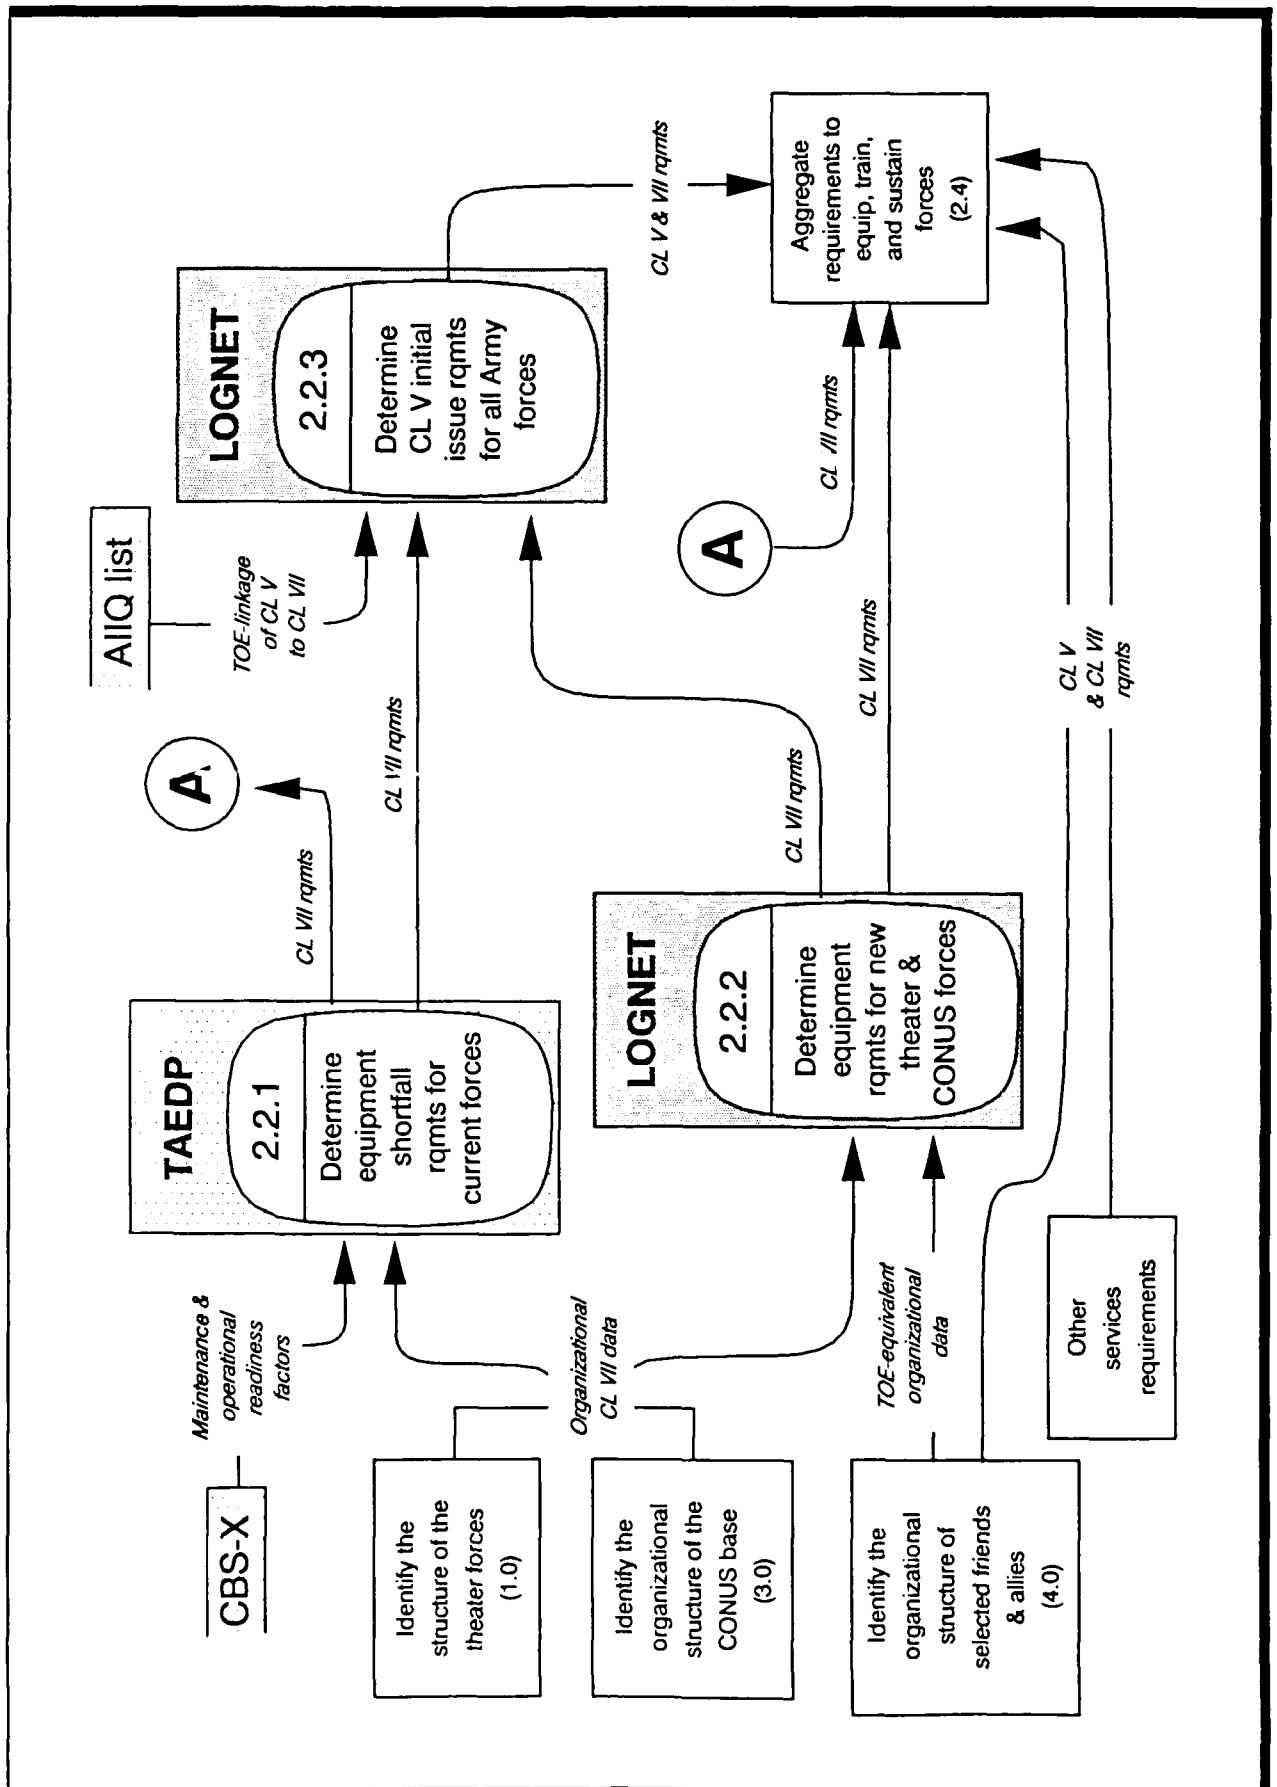 CBS-X
Maintenance &
operational
readiness
factors
Identify the
structure of the
theater forces
(1.0)
Identify the
organizational
structure of the
CONUS base
(3.0)
Organizational
CL VII data
Identify the
organizational
structure of
selected friends
& allies
(4.0)
TOE-equivalent
organizational
data
Other
services
requirements
TAEDP
2.2.1
Determine
equipment
shortfall
rqmts for
current forces
CL VII rqmts
A
CL VII rqmts
LOGNET
2.2.2
Determine
equipment
rqmts for new
theater &
CONUS forces
CL VII rqmts
CL VII rqmts
AIIQ list
TOE-linkage
of CL V
to CL VII
LOGNET
2.2.3
Determine
CL V initial
issue rqmts
for all Army
forces
A
CL III rqmts
CL V & VII rqmts
CL V
& CL VII
rqmts
Aggregate
requirements to
equip, train,
and sustain
forces
(2.4)